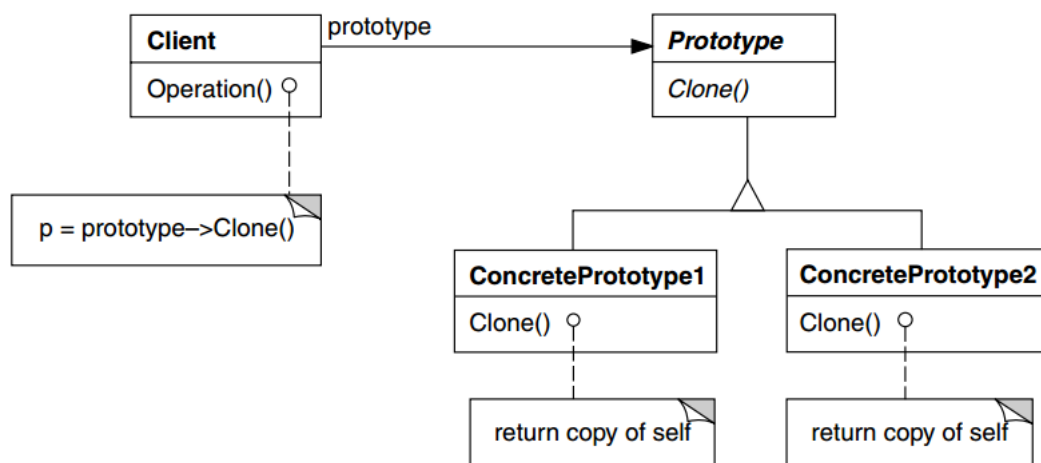 Client
prototype
Prototype
Operation()
Clone()
p = prototype–>Clone()
ConcretePrototype1
ConcretePrototype2
Clone()
Clone()
return copy of self
return copy of self